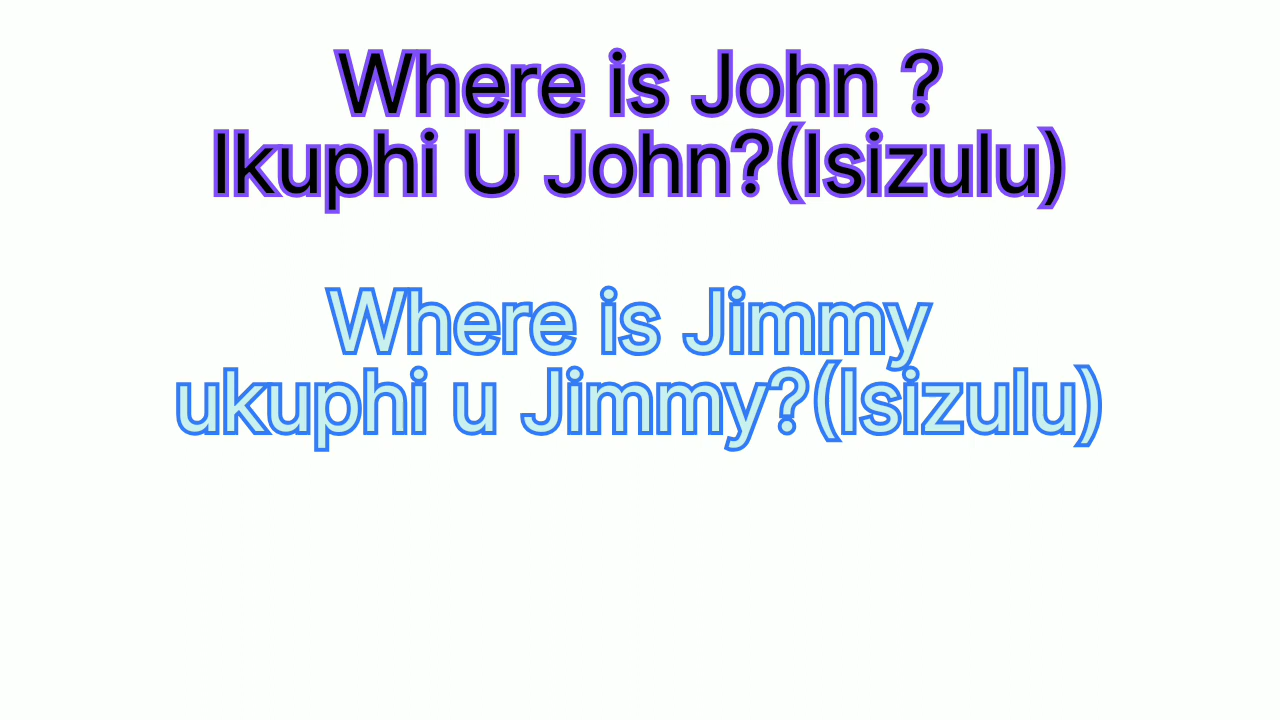 Where is John ?
Ikuphi U John?(Isizulu)
Where is Jimmy
ukuphi u Jimmy?(Isizulu)